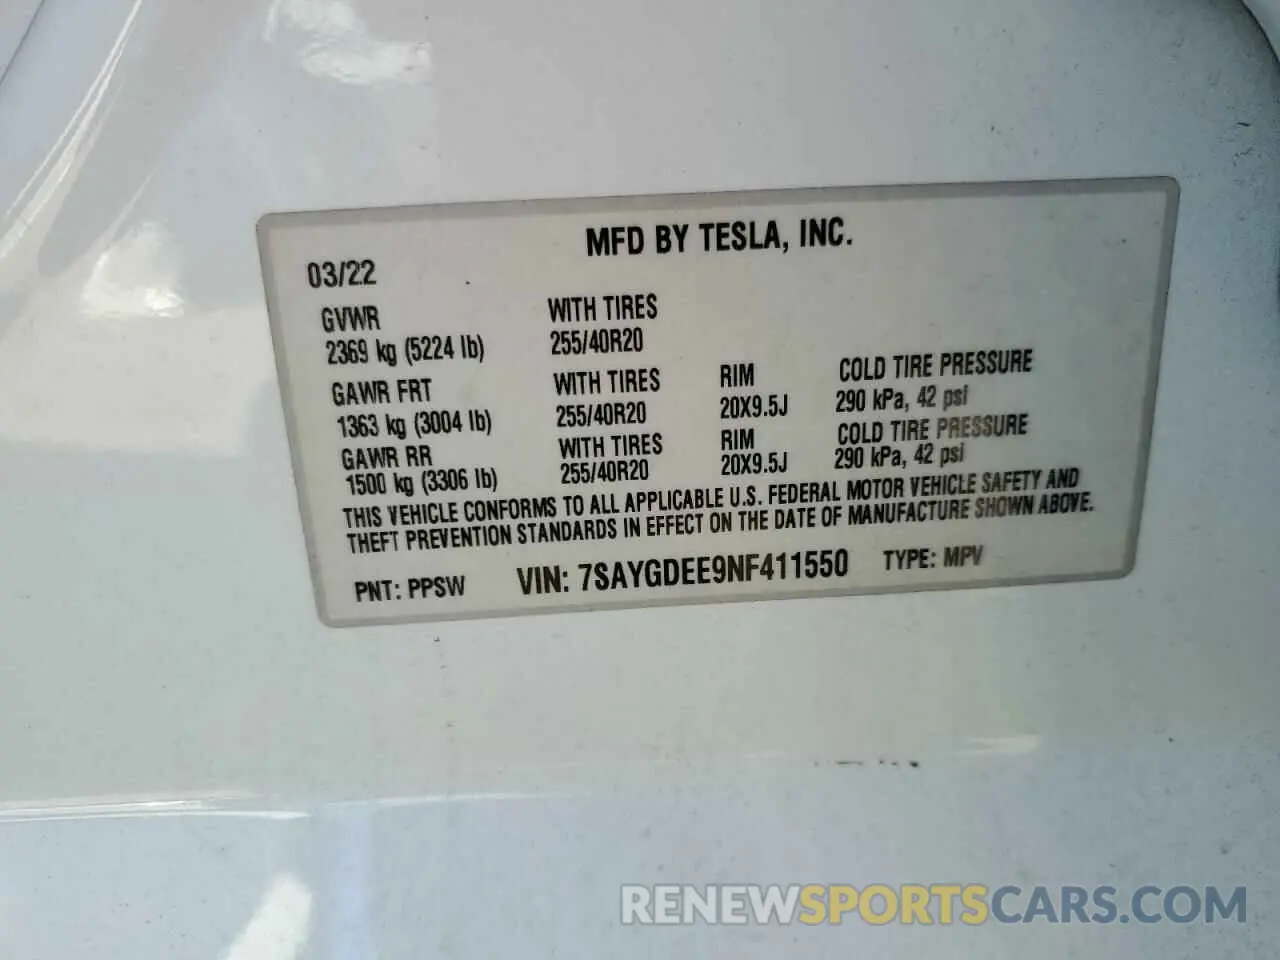 MFD BY TESLA, INC.
03/22
GVWR WITH TIRES
2369 kg (5224 lb) 255/40R20
GAWR FRT WITH TIRES RIM COLD TIRE PRESSURE
1363 kg (3004 lb) 255/40R20 20X9.5J 290 kPa, 42 psi
GAWR RR WITH TIRES RIM COLD TIRE PRESSURE
1500 kg (3306 lb) 255/40R20 20X9.5J 290 kPa, 42 psi
THIS VEHICLE CONFORMS TO ALL APPLICABLE U.S. FEDERAL MOTOR VEHICLE SAFETY AND
THEFT PREVENTION STANDARDS IN EFFECT ON THE DATE OF MANUFACTURE SHOWN ABOVE.
PNT: PPSW VIN: 7SAYGDEE9NF411550 TYPE: MPV
RENEWSPORTSCARS.COM